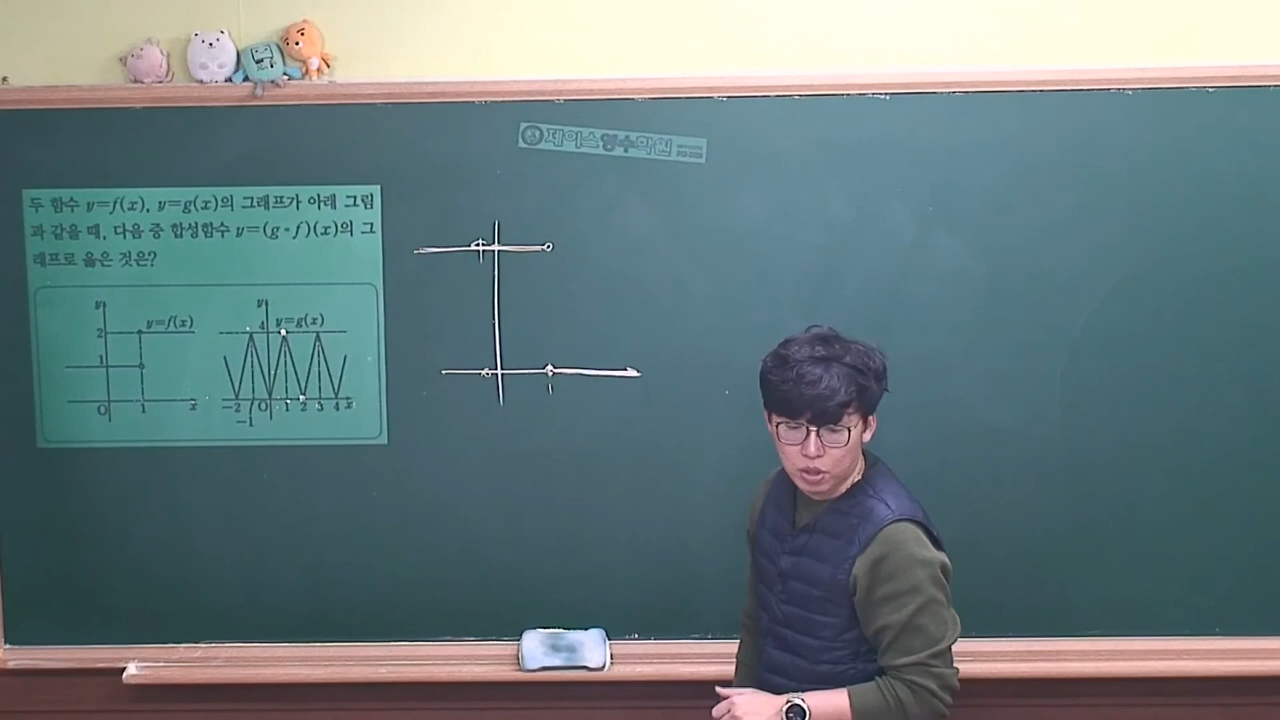 제이스영수학원
두 함수 y=f(x), y=g(x)의 그래프가 아래 그림
과 같을 때, 다음 중 합성함수 y=(g∘f)(x)의 그
래프로 옳은 것은?
y
y=f(x)
2
1
O
1
x
y
4
y=g(x)
-2
-1
O
1
2
3
4
x
4